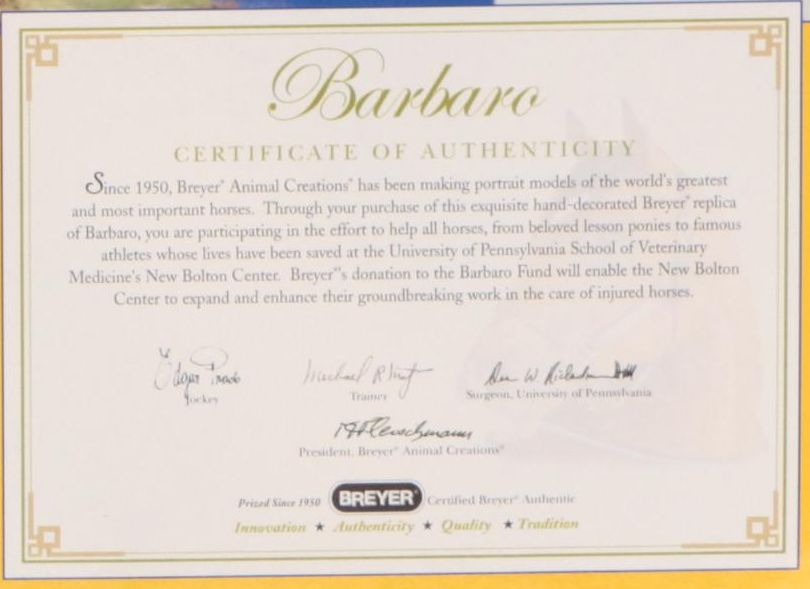 Barbaro
CERTIFICATE OF AUTHENTICITY
Since 1950, Breyer® Animal Creations® has been making portrait models of the world's greatest
and most important horses. Through your purchase of this exquisite hand-decorated Breyer® replica
of Barbaro, you are participating in the effort to help all horses, from beloved lesson ponies to famous
athletes whose lives have been saved at the University of Pennsylvania School of Veterinary
Medicine's New Bolton Center. Breyer®'s donation to the Barbaro Fund will enable the New Bolton
Center to expand and enhance their groundbreaking work in the care of injured horses.
Edgar Prado
Jockey
Michael R
Trainer
Dean W.
Surgeon, University of Pennsylvania
Fleischmann
President, Breyer® Animal Creations®
Prized Since 1950 BREYER® Certified Breyer® Authentic
Innovation ★ Authenticity ★ Quality ★ Tradition